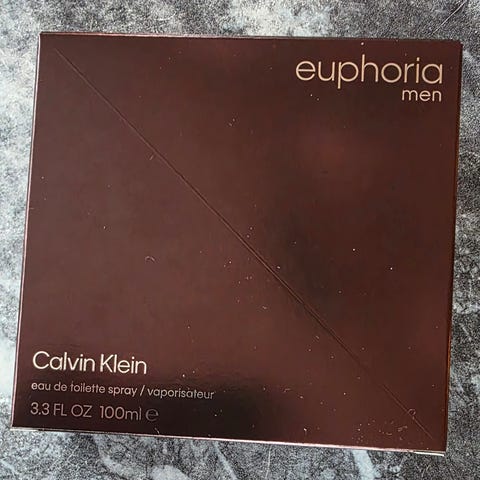 euphoria
men
Calvin Klein
eau de toilette spray / vaporisateur
3.3 FL OZ 100ml ℮